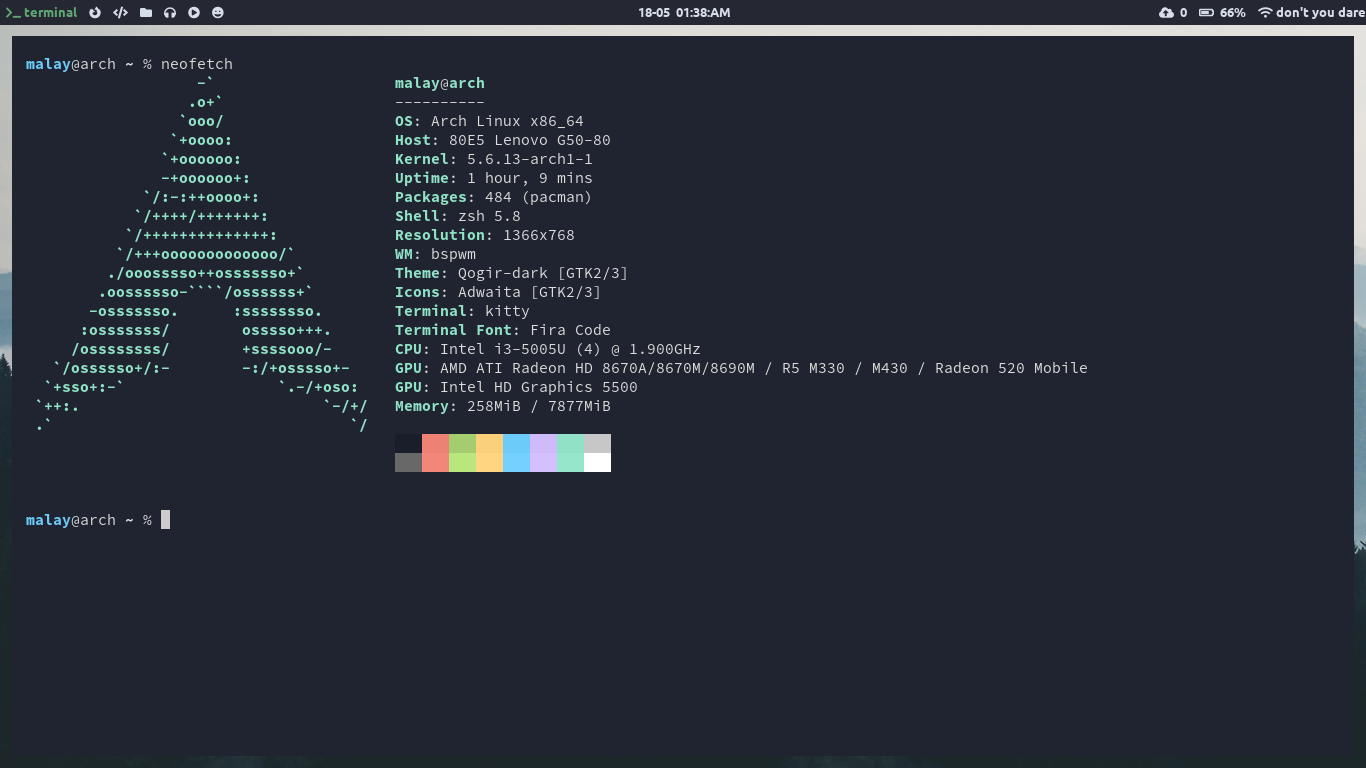 terminal 18-05 01:38:AM 0 66% don't you dare
malay@arch ~ % neofetch
-` malay@arch
.o+` ----------
`ooo/ OS: Arch Linux x86_64
`+oooo: Host: 80E5 Lenovo G50-80
`+oooooo: Kernel: 5.6.13-arch1-1
-+oooooo+: Uptime: 1 hour, 9 mins
`/:-:++oooo+: Packages: 484 (pacman)
`/++++/+++++++: Shell: zsh 5.8
`/++++++++++++++: Resolution: 1366x768
`/+++ooooooooooooo/` WM: bspwm
./ooosssso++osssssso+` Theme: Qogir-dark [GTK2/3]
.oossssso-````/ossssss+` Icons: Adwaita [GTK2/3]
-osssssso. :ssssssso. Terminal: kitty
:osssssss/ osssso+++. Terminal Font: Fira Code
/ossssssss/ +ssssooo/- CPU: Intel i3-5005U (4) @ 1.900GHz
`/ossssso+/:- -:/+osssso+- GPU: AMD ATI Radeon HD 8670A/8670M/8690M / R5 M330 / M430 / Radeon 520 Mobile
`+sso+:-` `.-/+oso: GPU: Intel HD Graphics 5500
`++:. `-/+/ Memory: 258MiB / 7877MiB
.` `/
malay@arch ~ %